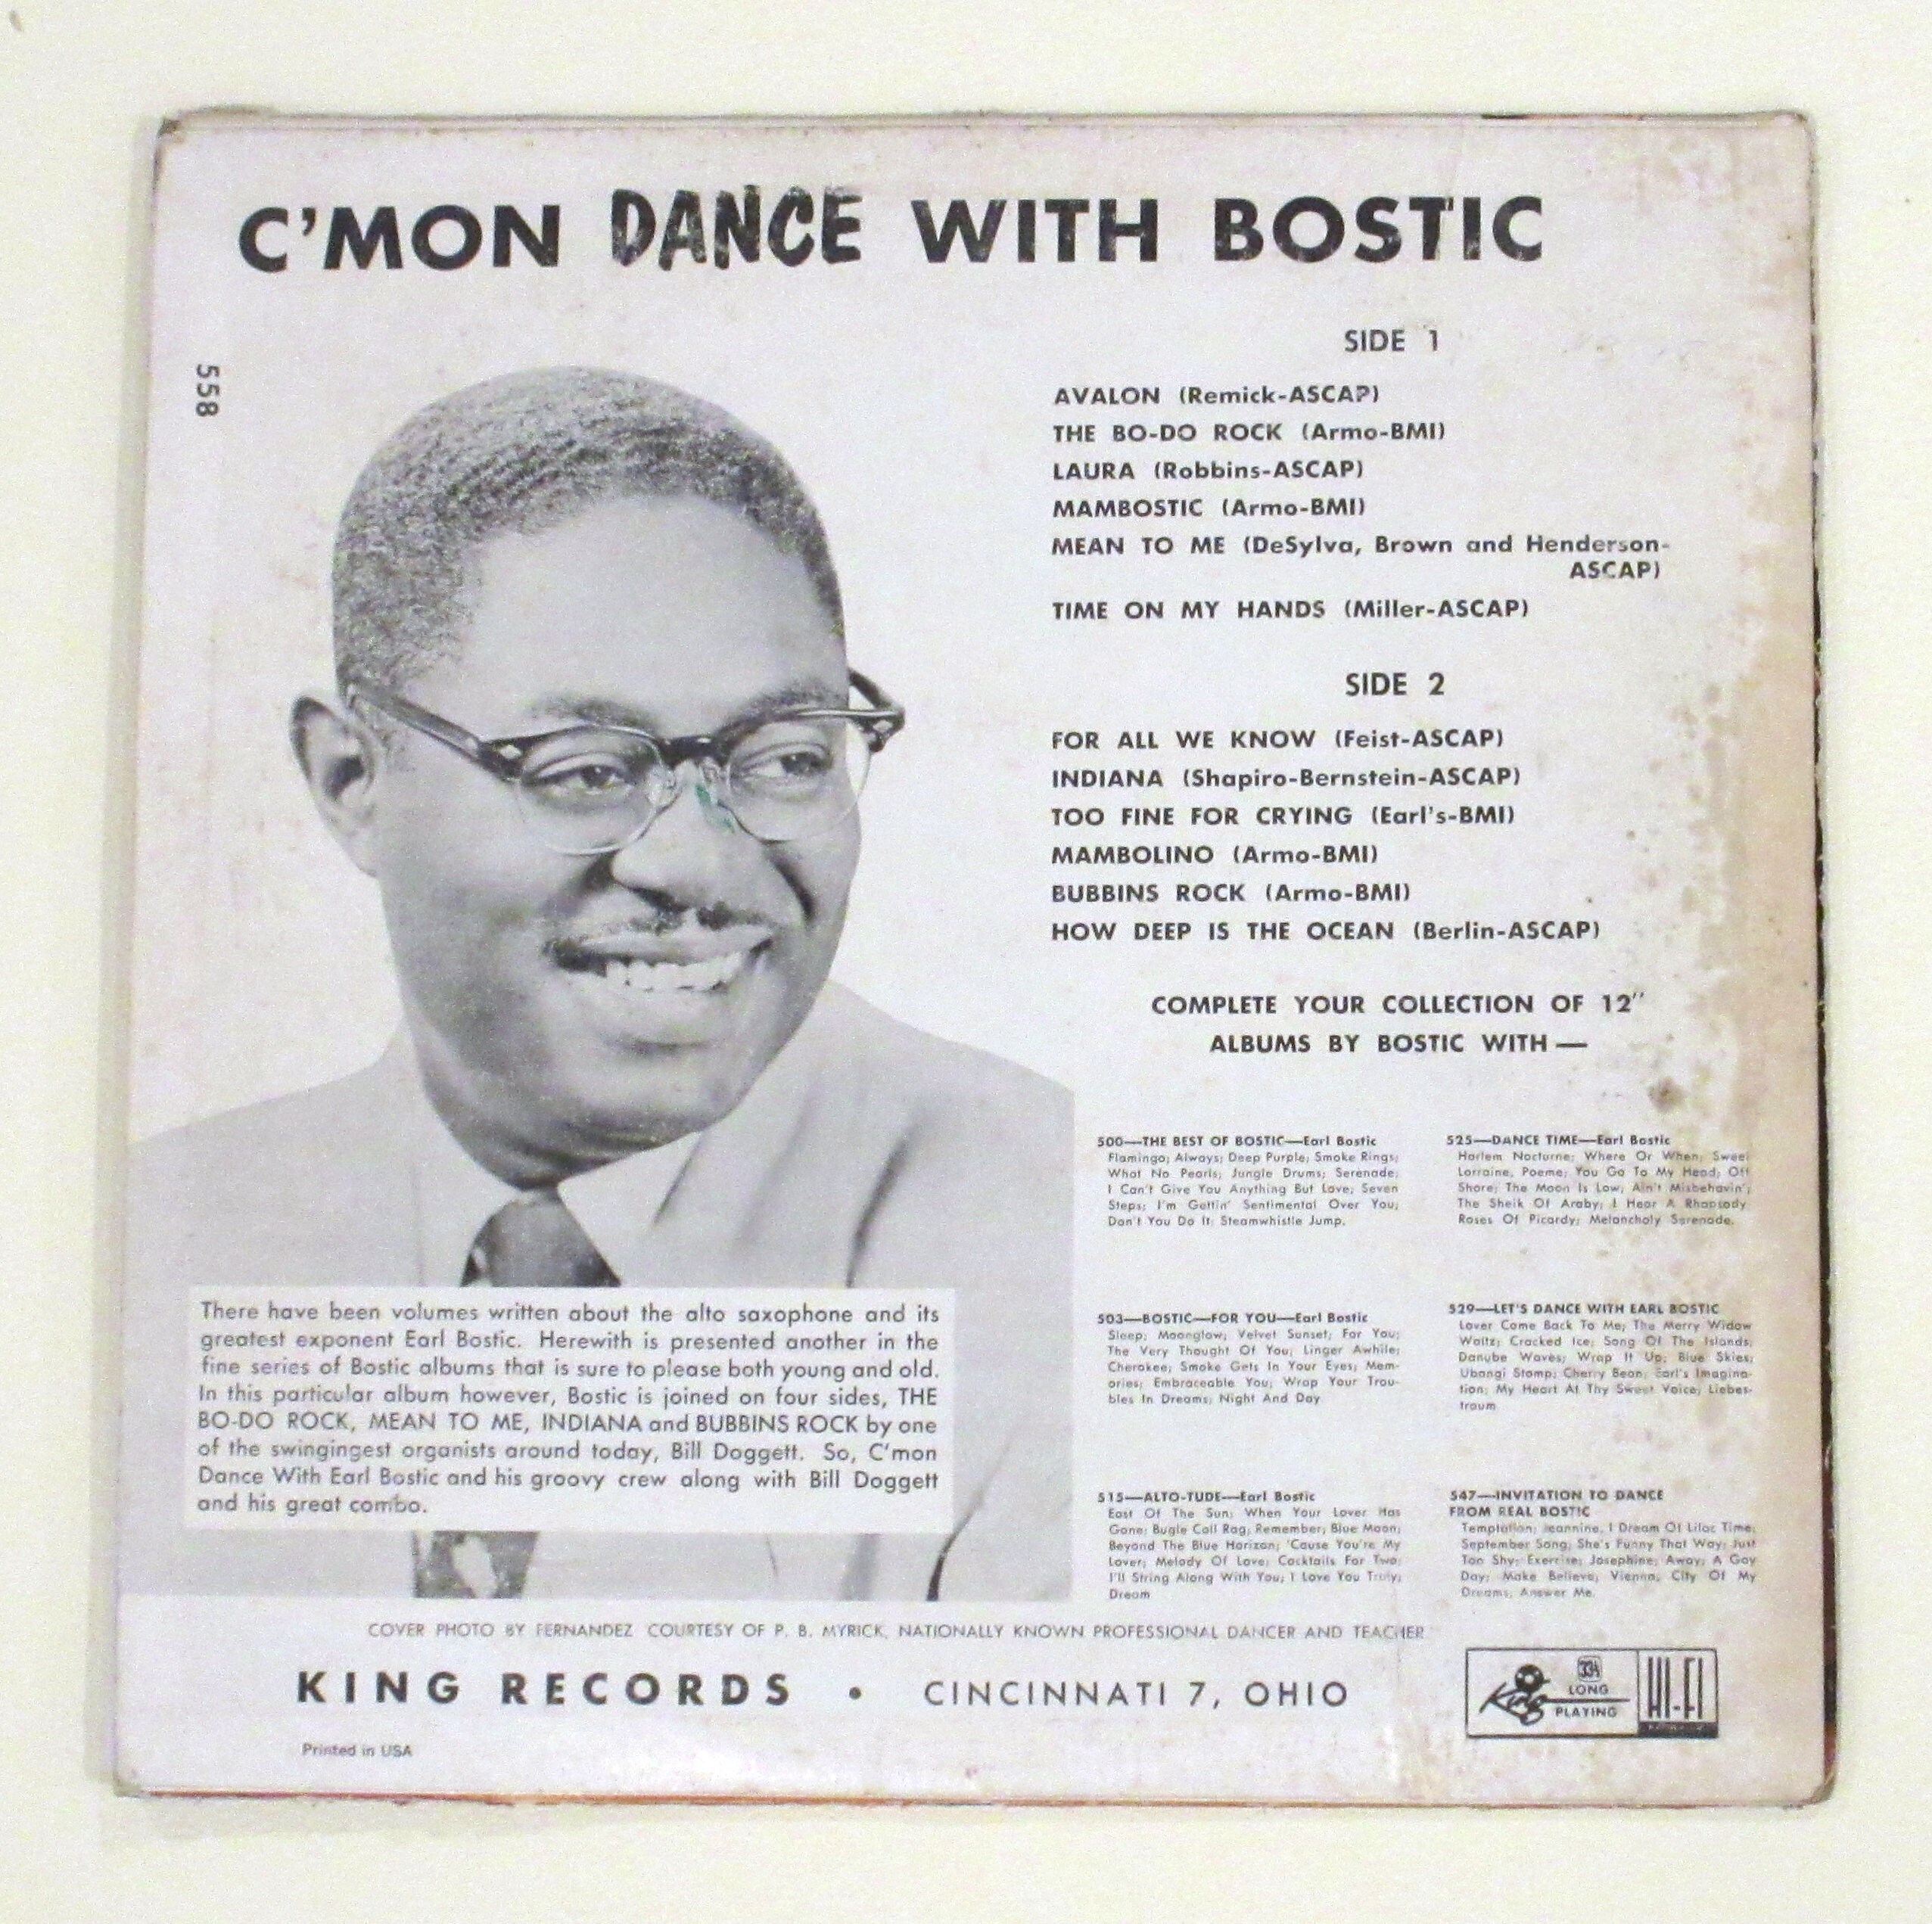 C'MON DANCE WITH BOSTIC
558
SIDE 1
AVALON (Remick-ASCAP)
THE BO-DO ROCK (Armo-BMI)
LAURA (Robbins-ASCAP)
MAMBOSTIC (Armo-BMI)
MEAN TO ME (DeSylva, Brown and Henderson-
ASCAP)
TIME ON MY HANDS (Miller-ASCAP)
SIDE 2
FOR ALL WE KNOW (Feist-ASCAP)
INDIANA (Shapiro-Bernstein-ASCAP)
TOO FINE FOR CRYING (Earl's-BMI)
MAMBOLINO (Armo-BMI)
BUBBINS ROCK (Armo-BMI)
HOW DEEP IS THE OCEAN (Berlin-ASCAP)
COMPLETE YOUR COLLECTION OF 12"
ALBUMS BY BOSTIC WITH—
500—THE BEST OF BOSTIC—Earl Bostic
Flamingo; Always; Deep Purple; Smoke Rings;
What No Pearls; Jungle Drums; Serenade;
I Can't Give You Anything But Love; Seven
Steps; I'm Gettin' Sentimental Over You;
Don't You Do It; Steamwhistle Jump.
503—BOSTIC—FOR YOU—Earl Bostic
Sleep; Moonglow; Velvet Sunset; For You;
The Very Thought Of You; Linger Awhile;
Cherokee; Smoke Gets In Your Eyes; Mem-
ories; Embraceable You; Wrap Your Trou-
bles In Dreams; Night And Day
515—ALTO-TUDE—Earl Bostic
East Of The Sun; When Your Lover Has
Gone; Bugle Call Rag; Remember; Blue Moon;
Beyond The Blue Horizon; 'Cause You're My
Lover; Melody Of Love; Cocktails For Two;
I'll String Along With You; I Love You Truly;
Dream
525—DANCE TIME—Earl Bostic
Harlem Nocturne; Where Or When; Sweet
Lorraine, Poeme; You Go To My Head; Off
Shore; The Moon Is Low; Ain't Misbehavin';
The Sheik Of Araby; I Hear A Rhapsody
Roses Of Picardy; Melancholy Serenade.
529—LET'S DANCE WITH EARL BOSTIC
Lover Come Back To Me; The Merry Widow
Waltz; Cracked Ice; Song Of The Islands;
Danube Waves; Wrap It Up; Blue Skies;
Ubangi Stomp; Cherry Bean; Earl's Imagina-
tion; My Heart At Thy Sweet Voice; Liebes-
traum
547—INVITATION TO DANCE
FROM REAL BOSTIC
Temptation; Jeannine, I Dream Of Lilac Time;
September Song; She's Funny That Way; Just
Too Shy; Exercise; Josephine; Away; A Gay
Day; Make Believe; Vienna, City Of My
Dreams; Answer Me.
There have been volumes written about the alto saxophone and its
greatest exponent Earl Bostic. Herewith is presented another in the
fine series of Bostic albums that is sure to please both young and old.
In this particular album however, Bostic is joined on four sides, THE
BO-DO ROCK, MEAN TO ME, INDIANA and BUBBINS ROCK by one
of the swingingest organists around today, Bill Doggett. So, C'mon
Dance With Earl Bostic and his groovy crew along with Bill Doggett
and his great combo.
COVER PHOTO BY FERNANDEZ COURTESY OF P. B. MYRICK, NATIONALLY KNOWN PROFESSIONAL DANCER AND TEACHER
KING RECORDS • CINCINNATI 7, OHIO
Printed in USA
King
33⅓
LONG
PLAYING
HI-FI